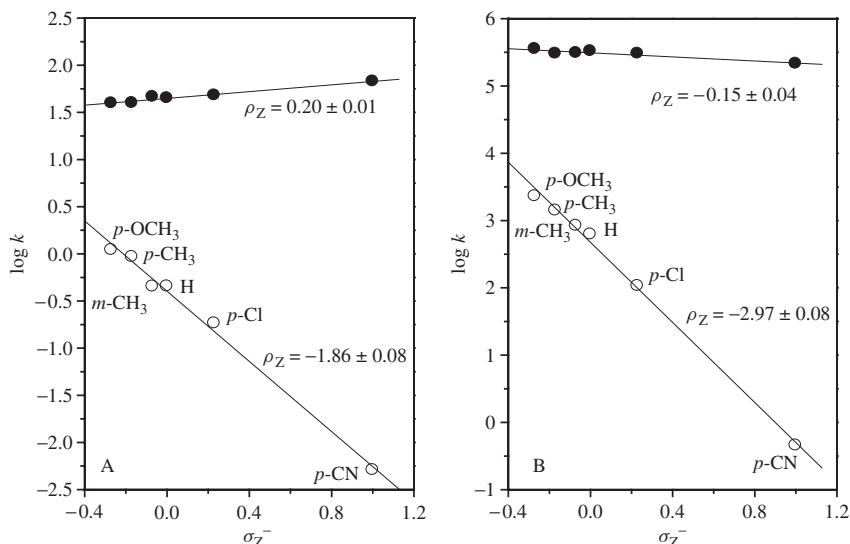 2.5
2.0
1.5
1.0
0.5
0.0
−0.5
−1.0
−1.5
−2.0
−2.5
log k
ρZ = 0.20 ± 0.01
p-OCH3
p-CH3
m-CH3
H
p-Cl
ρZ = −1.86 ± 0.08
A
p-CN
−0.4
0.0
0.4
0.8
1.2
σZ−
6
5
4
3
2
1
0
−1
log k
ρZ = −0.15 ± 0.04
p-OCH3
p-CH3
m-CH3
H
p-Cl
ρZ = −2.97 ± 0.08
B
p-CN
−0.4
0.0
0.4
0.8
1.2
σZ−